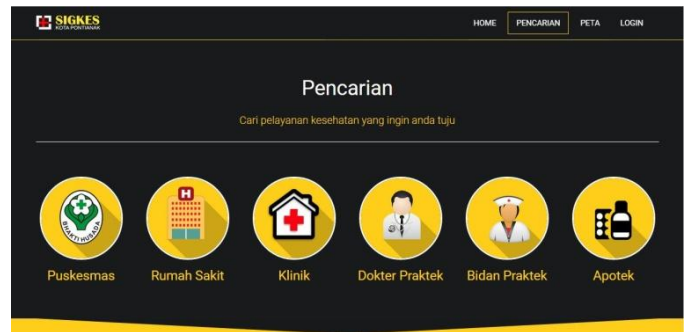 SIGKES
KOTA PONTIANAK
HOME PENCARIAN PETA LOGIN
Pencarian
Cari pelayanan kesehatan yang ingin anda tuju
H
BHAKTI HUSADA
Puskesmas Rumah Sakit Klinik Dokter Praktek Bidan Praktek Apotek